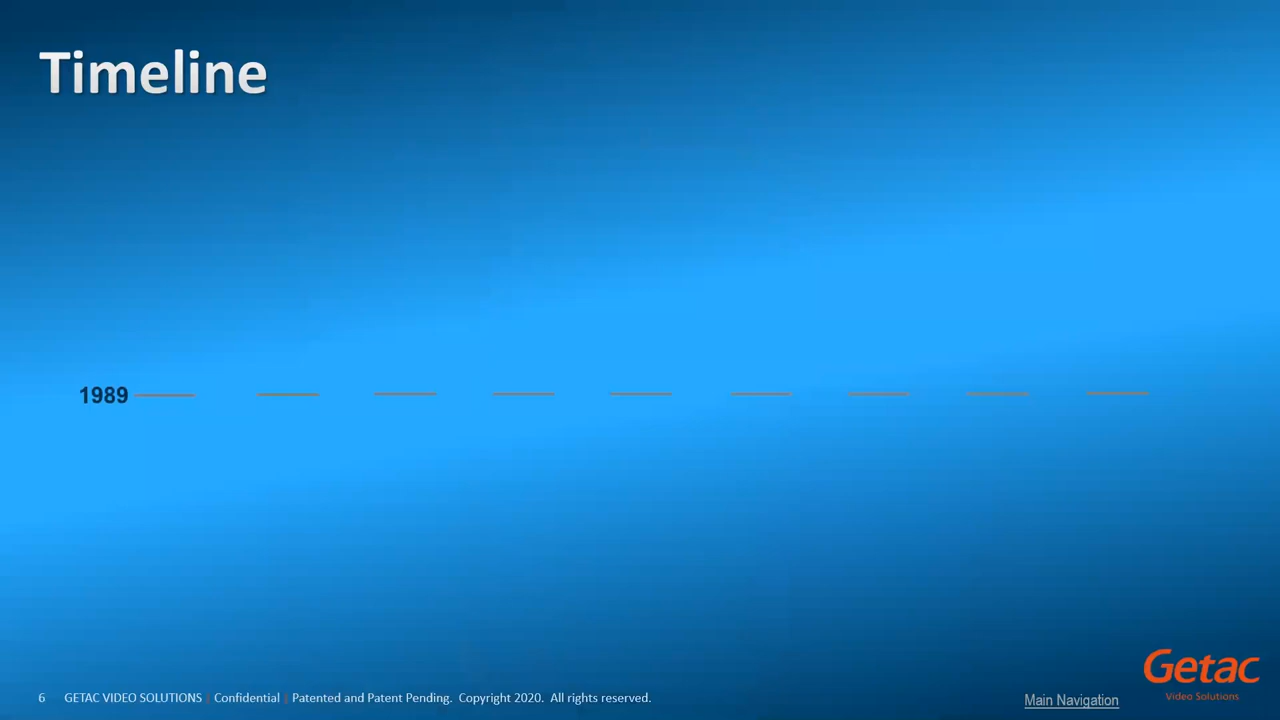 Timeline
1989
6 GETAC VIDEO SOLUTIONS | Confidential | Patented and Patent Pending. Copyright 2020. All rights reserved.
Main Navigation
Getac
Video Solutions